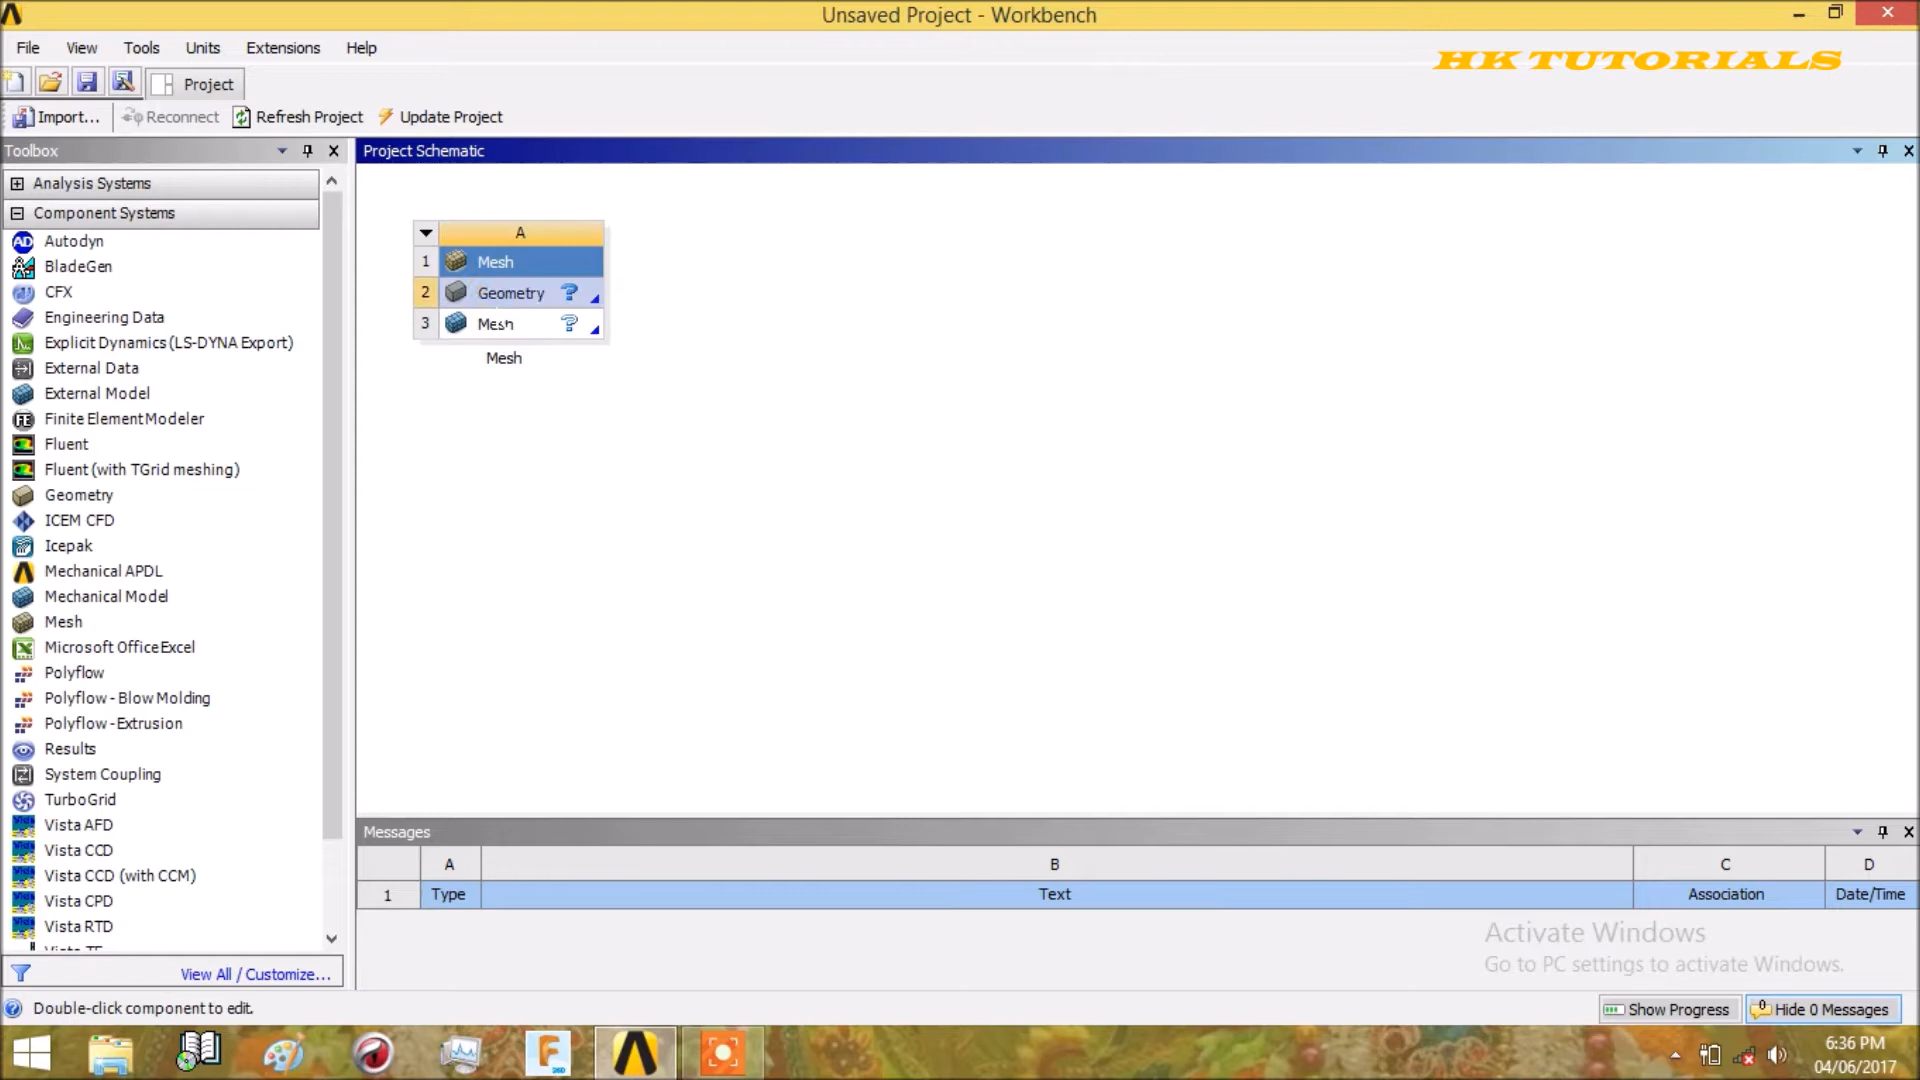 Unsaved Project - Workbench
File View Tools Units Extensions Help
HK TUTORIALS
Project
Import... Reconnect Refresh Project Update Project
Toolbox
Project Schematic
Analysis Systems
Component Systems
Autodyn
BladeGen
CFX
Engineering Data
Explicit Dynamics (LS-DYNA Export)
External Data
External Model
Finite Element Modeler
Fluent
Fluent (with TGrid meshing)
Geometry
ICEM CFD
Icepak
Mechanical APDL
Mechanical Model
Mesh
Microsoft Office Excel
Polyflow
Polyflow - Blow Molding
Polyflow - Extrusion
Results
System Coupling
TurboGrid
Vista AFD
Vista CCD
Vista CCD (with CCM)
Vista CPD
Vista RTD
View All / Customize...
A
1 Mesh
2 Geometry ?
3 Mesh ?
Mesh
Messages
A B C D
1 Type Text Association Date/Time
Activate Windows
Go to PC settings to activate Windows.
Double-click component to edit.
Show Progress
0 Hide 0 Messages
6:36 PM
04/06/2017